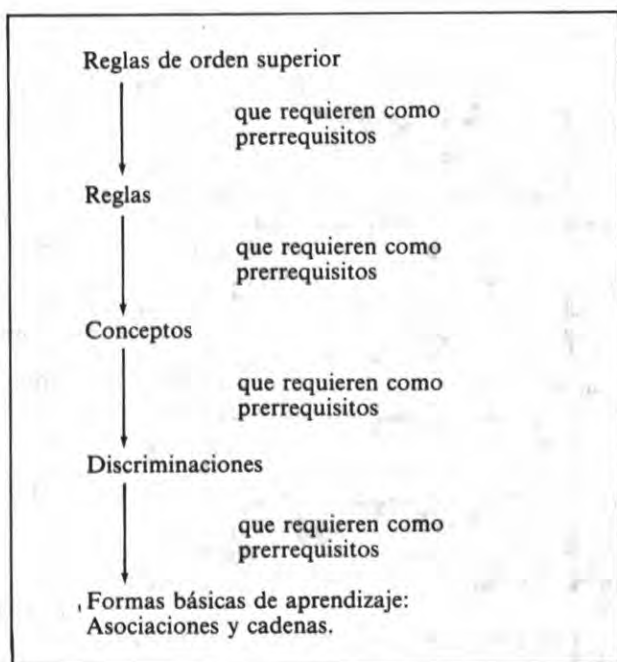 Reglas de orden superior
que requieren como
prerrequisitos
Reglas
que requieren como
prerrequisitos
Conceptos
que requieren como
prerrequisitos
Discriminaciones
que requieren como
prerrequisitos
Formas básicas de aprendizaje:
Asociaciones y cadenas.